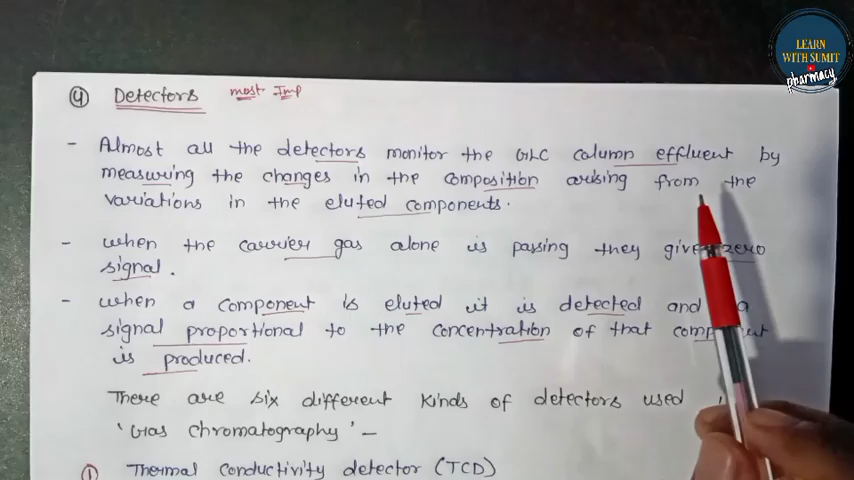 LEARN
WITH SUMIT
pharmacy
④ Detectors most Imp
- Almost all the detectors monitor the GLC column effluent by
measuring the changes in the composition arising from the
variations in the eluted components.
- when the carrier gas alone is passing they give zero
signal.
- when a component is eluted it is detected and a
signal proportional to the concentration of that component
is produced.
There are six different kinds of detectors used
'Gas chromatography' -
① Thermal conductivity detector (TCD)